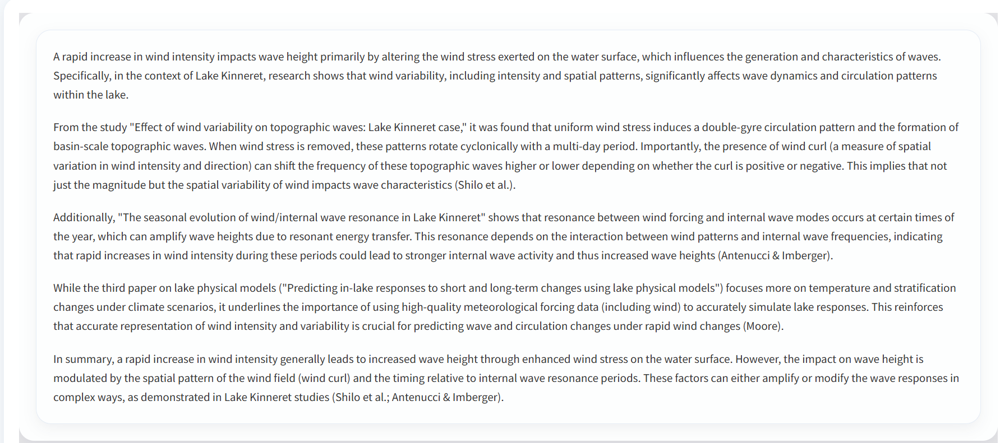 A rapid increase in wind intensity impacts wave height primarily by altering the wind stress exerted on the water surface, which influences the generation and characteristics of waves.
Specifically, in the context of Lake Kinneret, research shows that wind variability, including intensity and spatial patterns, significantly affects wave dynamics and circulation patterns
within the lake.
From the study "Effect of wind variability on topographic waves: Lake Kinneret case," it was found that uniform wind stress induces a double-gyre circulation pattern and the formation of
basin-scale topographic waves. When wind stress is removed, these patterns rotate cyclonically with a multi-day period. Importantly, the presence of wind curl (a measure of spatial
variation in wind intensity and direction) can shift the frequency of these topographic waves higher or lower depending on whether the curl is positive or negative. This implies that not
just the magnitude but the spatial variability of wind impacts wave characteristics (Shilo et al.).
Additionally, "The seasonal evolution of wind/internal wave resonance in Lake Kinneret" shows that resonance between wind forcing and internal wave modes occurs at certain times of
the year, which can amplify wave heights due to resonant energy transfer. This resonance depends on the interaction between wind patterns and internal wave frequencies, indicating
that rapid increases in wind intensity during these periods could lead to stronger internal wave activity and thus increased wave heights (Antenucci & Imberger).
While the third paper on lake physical models ("Predicting in-lake responses to short and long-term changes using lake physical models") focuses more on temperature and stratification
changes under climate scenarios, it underlines the importance of using high-quality meteorological forcing data (including wind) to accurately simulate lake responses. This reinforces
that accurate representation of wind intensity and variability is crucial for predicting wave and circulation changes under rapid wind changes (Moore).
In summary, a rapid increase in wind intensity generally leads to increased wave height through enhanced wind stress on the water surface. However, the impact on wave height is
modulated by the spatial pattern of the wind field (wind curl) and the timing relative to internal wave resonance periods. These factors can either amplify or modify the wave responses in
complex ways, as demonstrated in Lake Kinneret studies (Shilo et al.; Antenucci & Imberger).